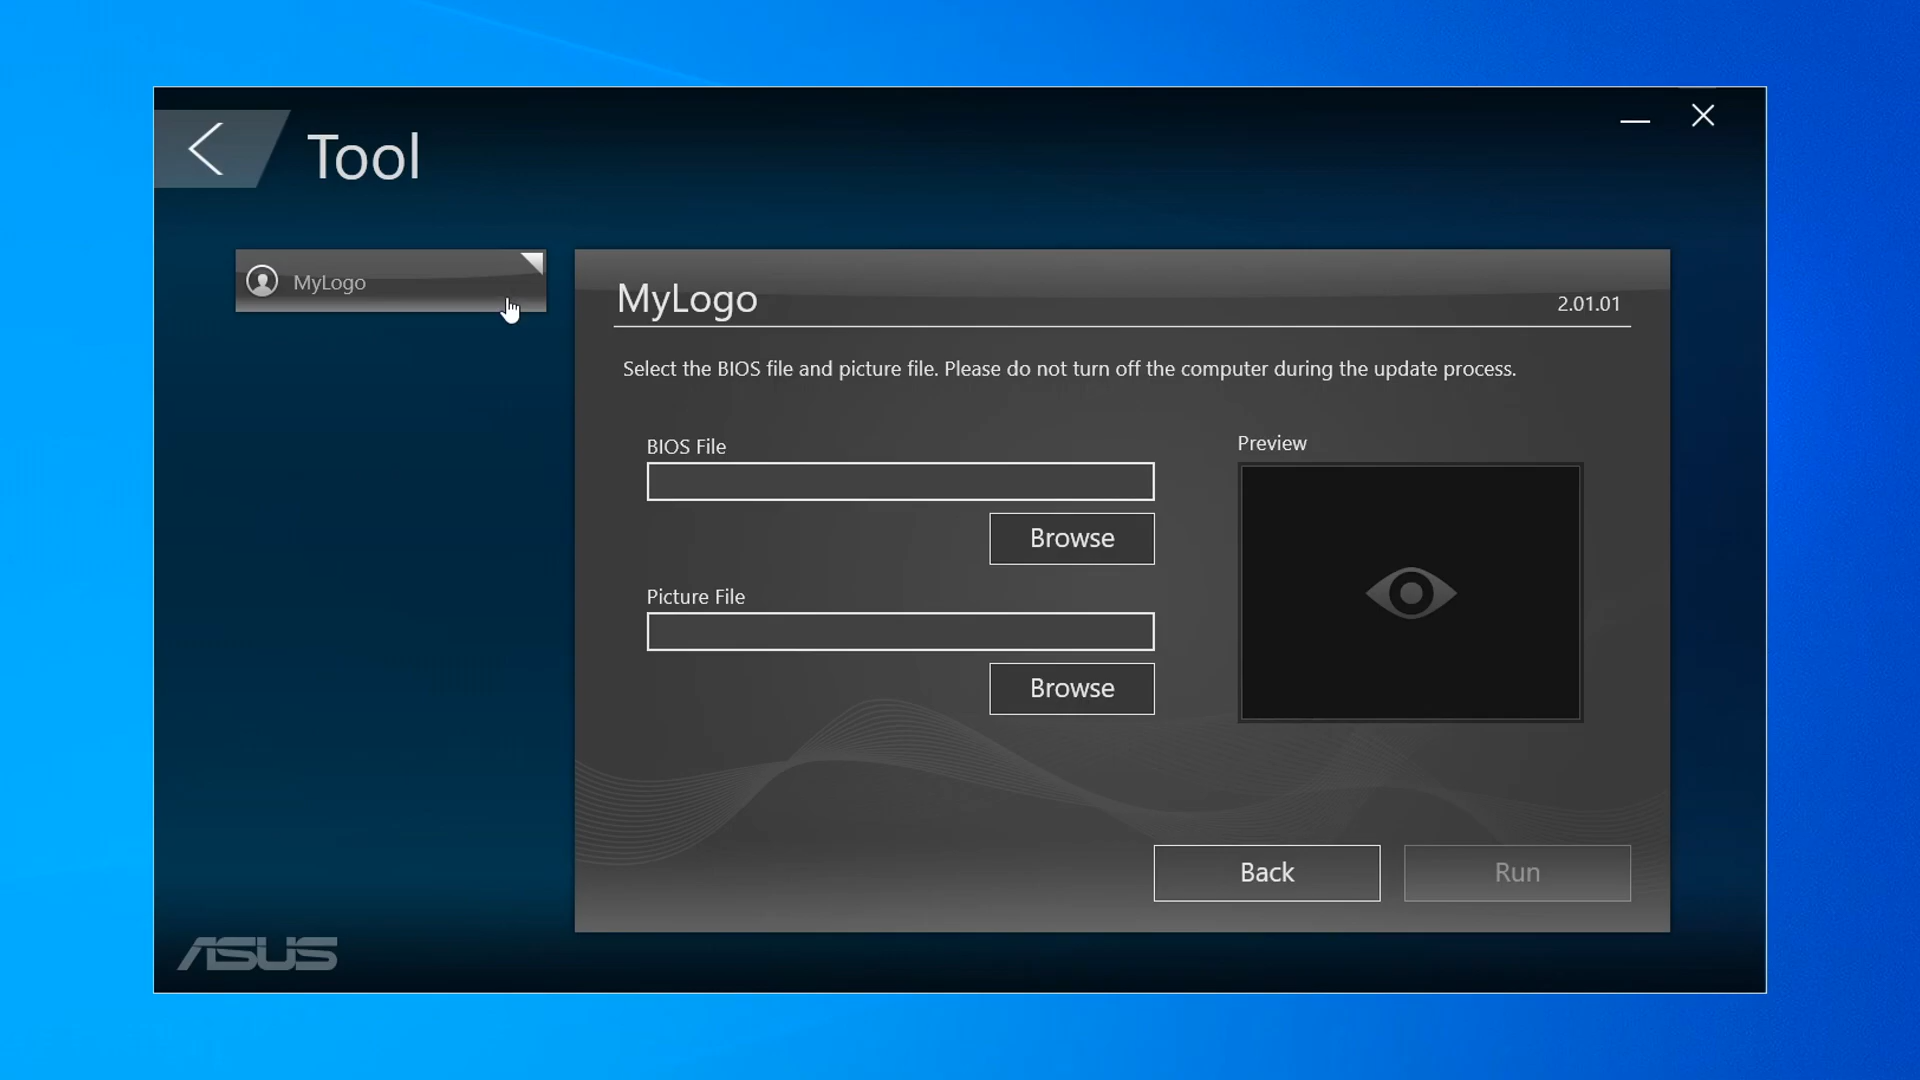 Tool
MyLogo
MyLogo
2.01.01
Select the BIOS file and picture file. Please do not turn off the computer during the update process.
BIOS File
Preview
Browse
Picture File
Browse
Back
Run
ASUS